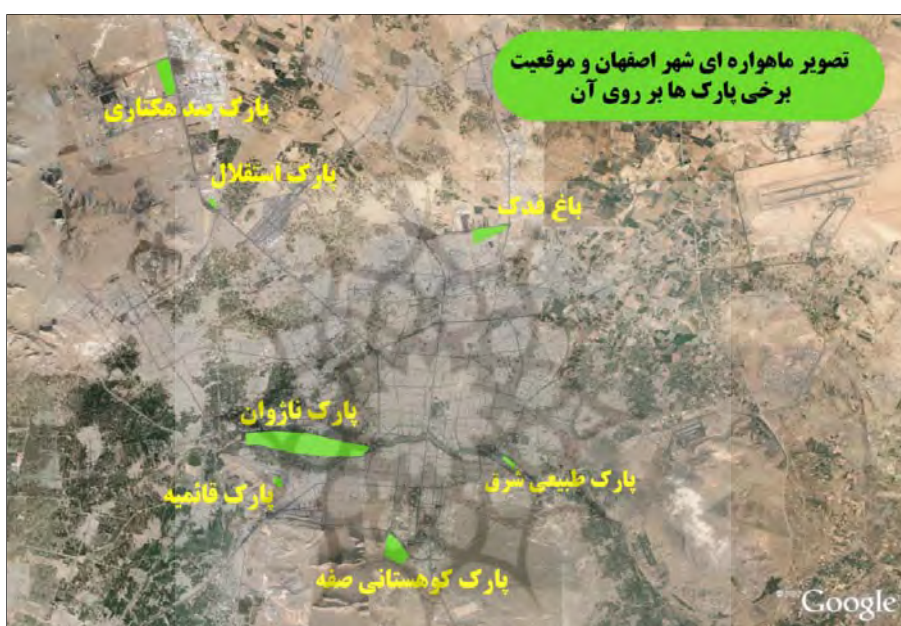 تصویر ماهواره ای شهر اصفهان و موقعیت
برخی پارک ها بر روی آن
پارک صد هکتاری
پارک استقلال
باغ فدک
پارک ناژوان
پارک طبیعی شرق
پارک قائمیه
پارک کوهستانی صفه
Google